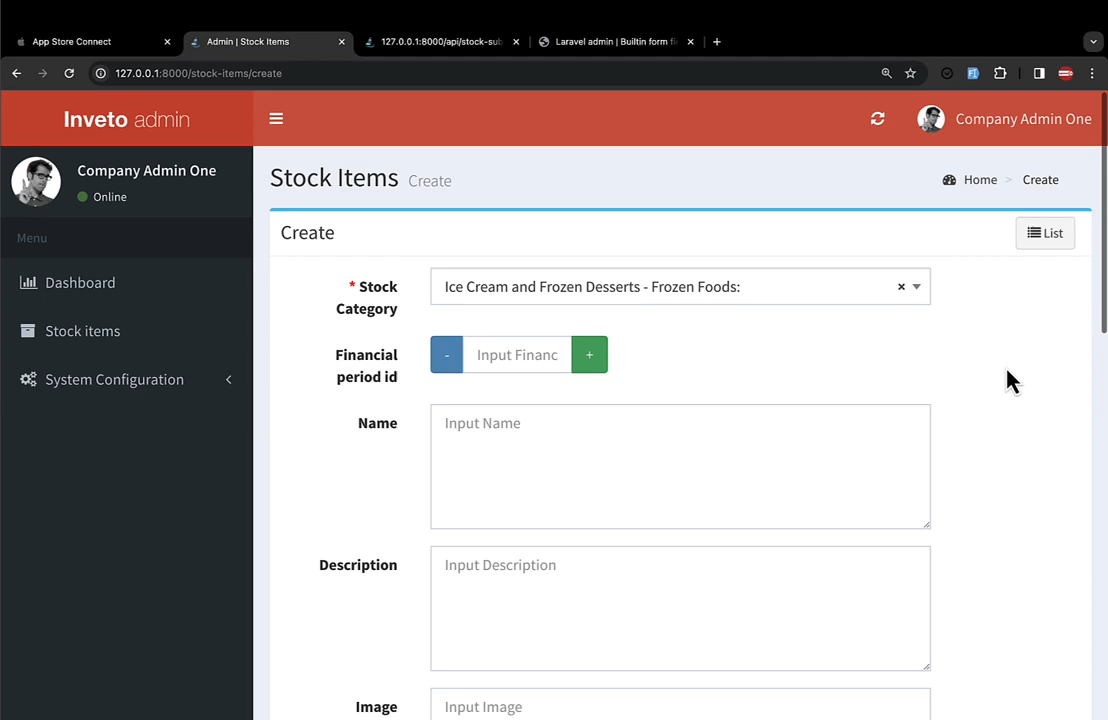 App Store Connect
Admin | Stock Items
127.0.0.1:8000/api/stock-sub
Laravel admin | Builtin form fi
127.0.0.1:8000/stock-items/create
Inveto admin
Company Admin One
Company Admin One
Online
Menu
Dashboard
Stock items
System Configuration
Stock Items Create
Home > Create
Create
List
* Stock Category
Ice Cream and Frozen Desserts - Frozen Foods:
×
Financial period id
- Input Financ +
Name
Input Name
Description
Input Description
Image
Input Image